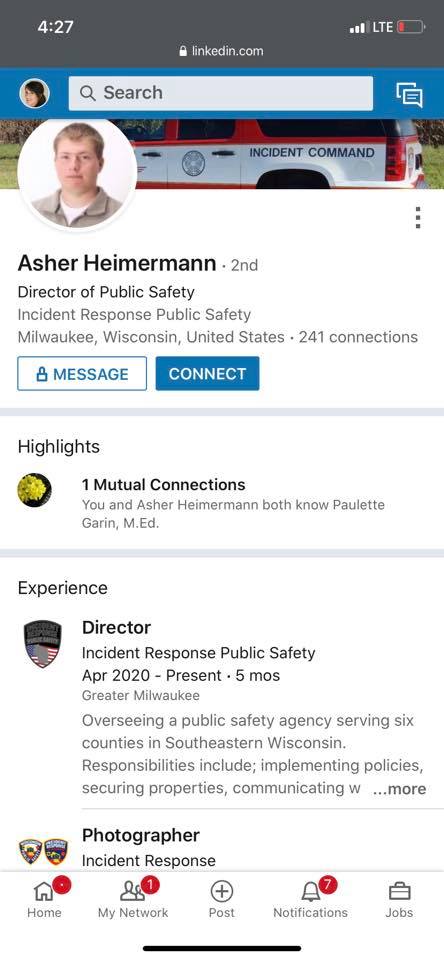 4:27
LTE
linkedin.com
Search
INCIDENT COMMAND
Asher Heimermann · 2nd
Director of Public Safety
Incident Response Public Safety
Milwaukee, Wisconsin, United States · 241 connections
MESSAGE
CONNECT
Highlights
1 Mutual Connections
You and Asher Heimermann both know Paulette
Garin, M.Ed.
Experience
Director
Incident Response Public Safety
Apr 2020 - Present · 5 mos
Greater Milwaukee
Overseeing a public safety agency serving six
counties in Southeastern Wisconsin.
Responsibilities include; implementing policies,
securing properties, communicating w ...more
Photographer
Incident Response
1
7
Home
My Network
Post
Notifications
Jobs